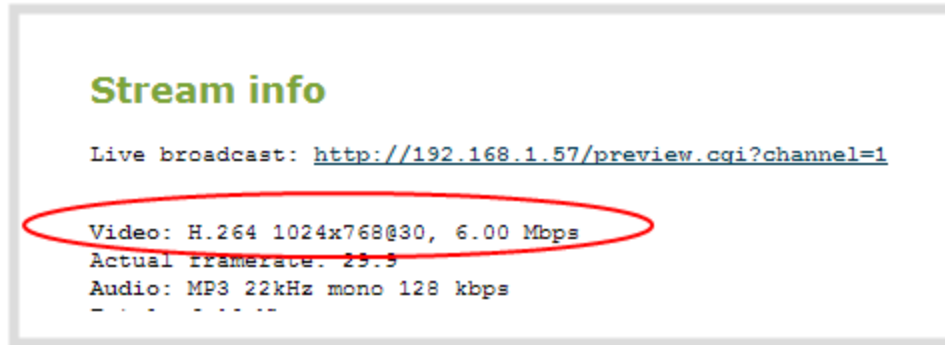 Stream info
Live broadcast: http://192.168.1.57/preview.cgi?channel=1
Video: H.264 1024x768@30, 6.00 Mbps
Actual framerate: 29.9
Audio: MP3 22kHz mono 128 kbps